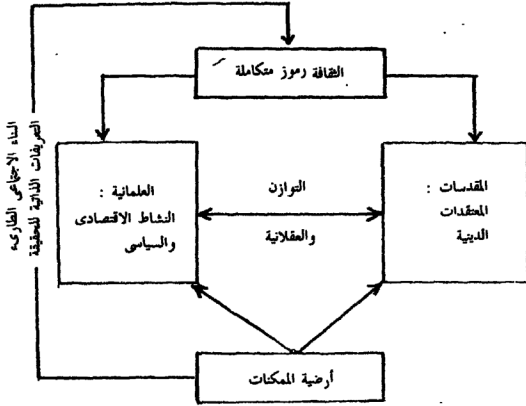 الثقافة رموز متكاملة
المقدسات :
المعتقدات
الدينية
التوازن
والعقلانية
العلمانية :
النشاط الاقتصادى
والسياسى
أرضية الممكنات
البناء الاجتماعى الطارىء
التعريفات الذاتية للحقيقة